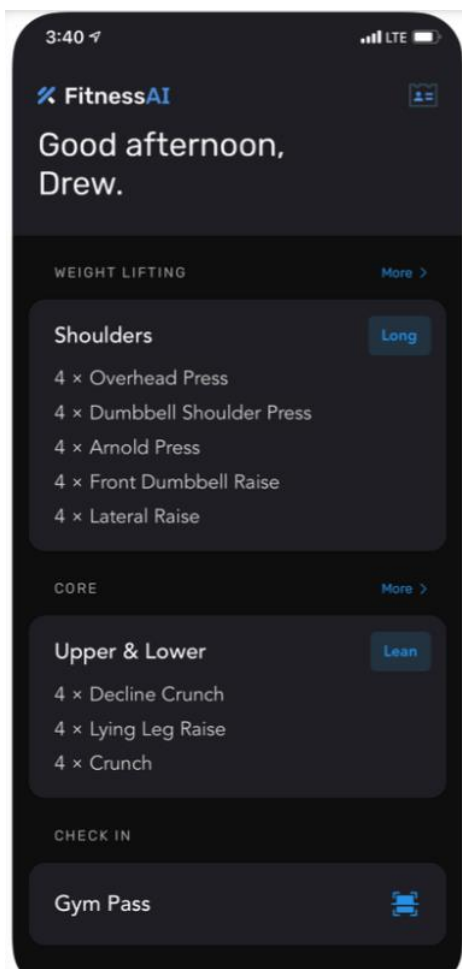 3:40 LTE
FitnessAI
Good afternoon,
Drew.
WEIGHT LIFTING More >
Shoulders Long
4 × Overhead Press
4 × Dumbbell Shoulder Press
4 × Arnold Press
4 × Front Dumbbell Raise
4 × Lateral Raise
CORE More >
Upper & Lower Lean
4 × Decline Crunch
4 × Lying Leg Raise
4 × Crunch
CHECK IN
Gym Pass